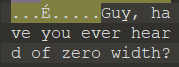 ...É.....Guy, ha
ve you ever hear
d of zero width?